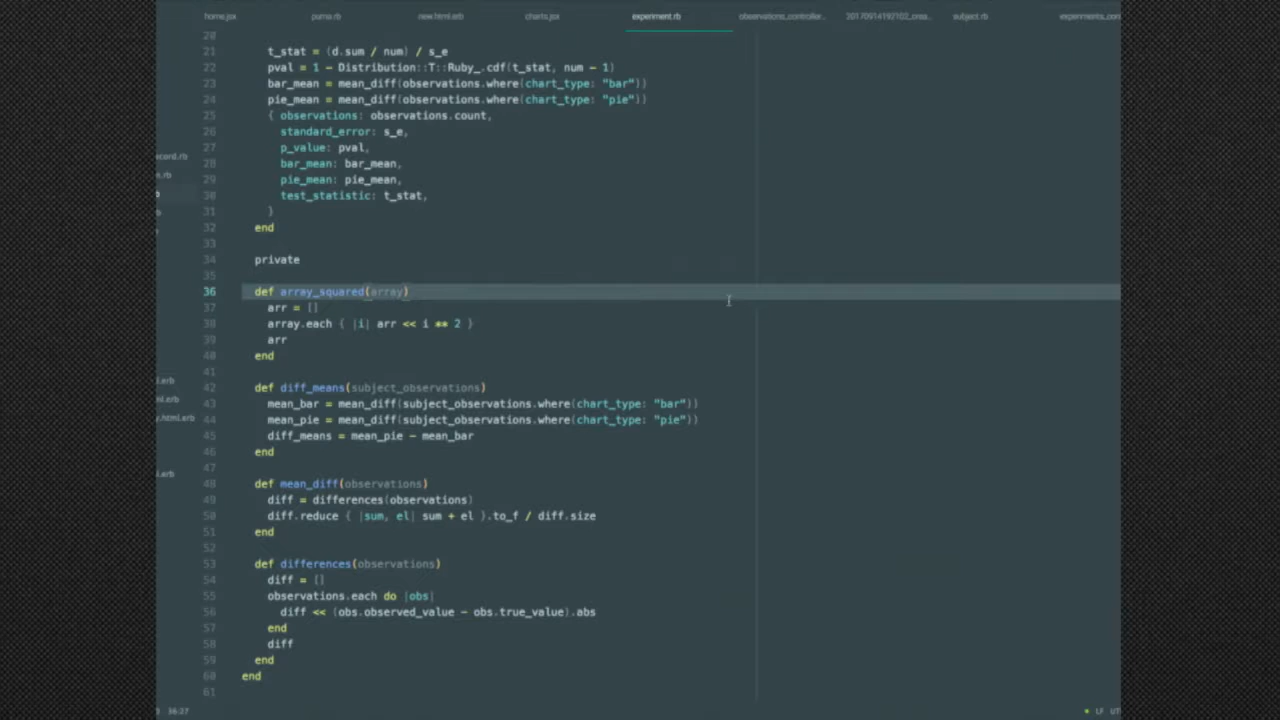 home.jsx puma.rb new.html.erb charts.jsx experiment.rb observations_controller... subject.rb
20
21 t_stat = (d.sum / num) / s_e
22 pval = 1 - Distribution::T::Ruby_.cdf(t_stat, num - 1)
23 bar_mean = mean_diff(observations.where(chart_type: "bar"))
24 pie_mean = mean_diff(observations.where(chart_type: "pie"))
25 { observations: observations.count,
26 standard_error: s_e,
27 p_value: pval,
28 bar_mean: bar_mean,
29 pie_mean: pie_mean,
30 test_statistic: t_stat,
31 }
32 end
33
34 private
35
36 def array_squared(array)
37 arr = []
38 array.each { |i| arr << i ** 2 }
39 arr
40 end
41
42 def diff_means(subject_observations)
43 mean_bar = mean_diff(subject_observations.where(chart_type: "bar"))
44 mean_pie = mean_diff(subject_observations.where(chart_type: "pie"))
45 diff_means = mean_pie - mean_bar
46 end
47
48 def mean_diff(observations)
49 diff = differences(observations)
50 diff.reduce { |sum, el| sum + el }.to_f / diff.size
51 end
52
53 def differences(observations)
54 diff = []
55 observations.each do |obs|
56 diff << (obs.observed_value - obs.true_value).abs
57 end
58 diff
59 end
60 end
61
36:27 LF